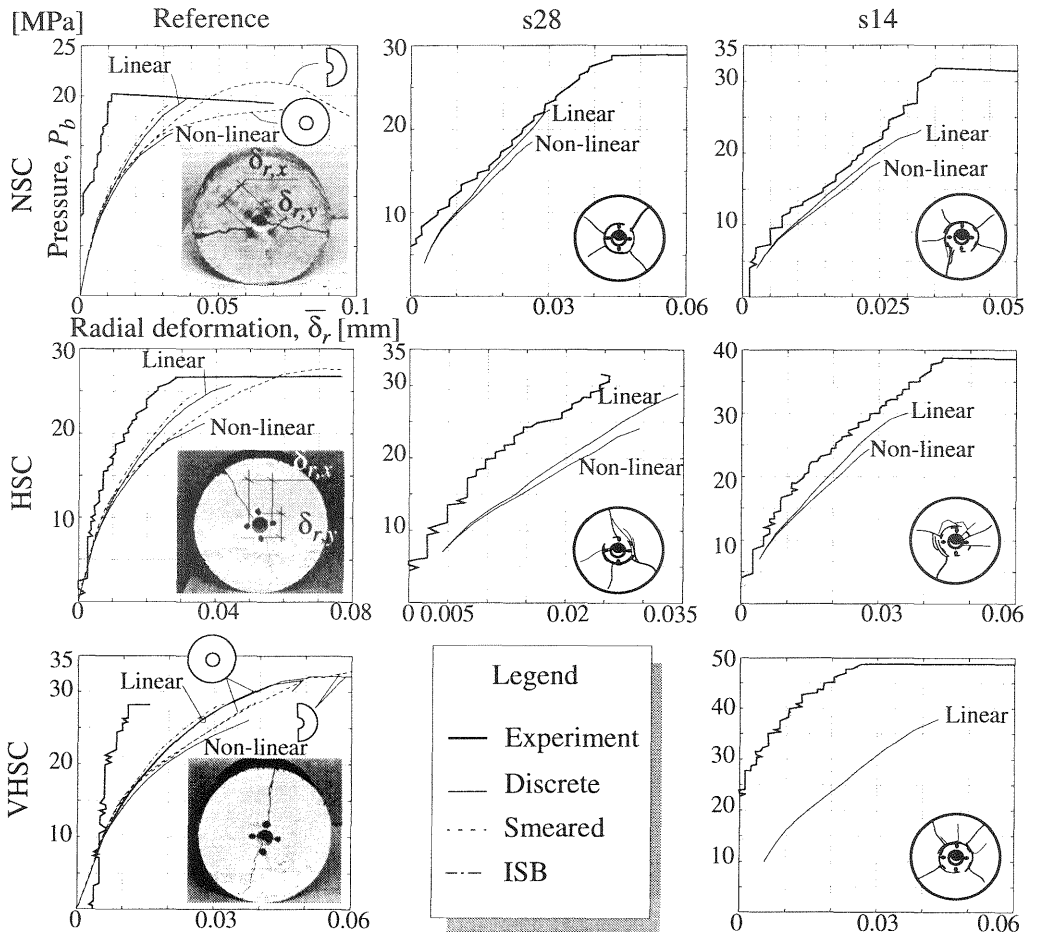 [MPa] Reference s28 s14
NSC
Pressure, P_b
25
20
Linear
Non-linear
δ_r,x
δ_r,y
0 0.05 0.1
30
20
10
Linear
Non-linear
0 0.03 0.06
35
30
20
10
Linear
Non-linear
0 0.025 0.05
Radial deformation, δ̅_r [mm]
HSC
30
20
10
Linear
Non-linear
δ_r,x
δ_r,y
0 0.04 0.08
35
30
20
10
Linear
Non-linear
0 0.005 0.02 0.035
40
30
20
10
Linear
Non-linear
0 0.03 0.06
VHSC
35
30
20
10
Linear
Non-linear
0 0.03 0.06
Legend
Experiment
Discrete
Smeared
ISB
50
40
30
20
10
0
Linear
0 0.03 0.06